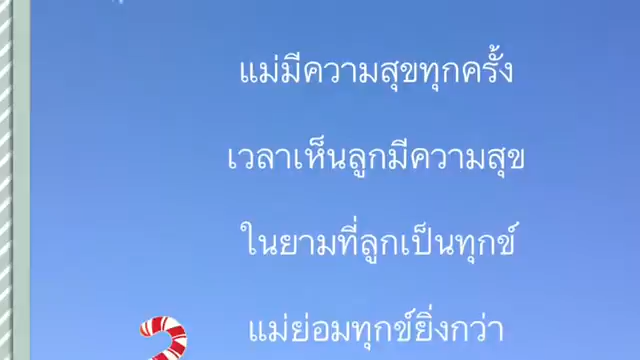 แม่มีความสุขทุกครั้ง
เวลาเห็นลูกมีความสุข
ในยามที่ลูกเป็นทุกข์
แม่ย่อมทุกข์ยิ่งกว่า